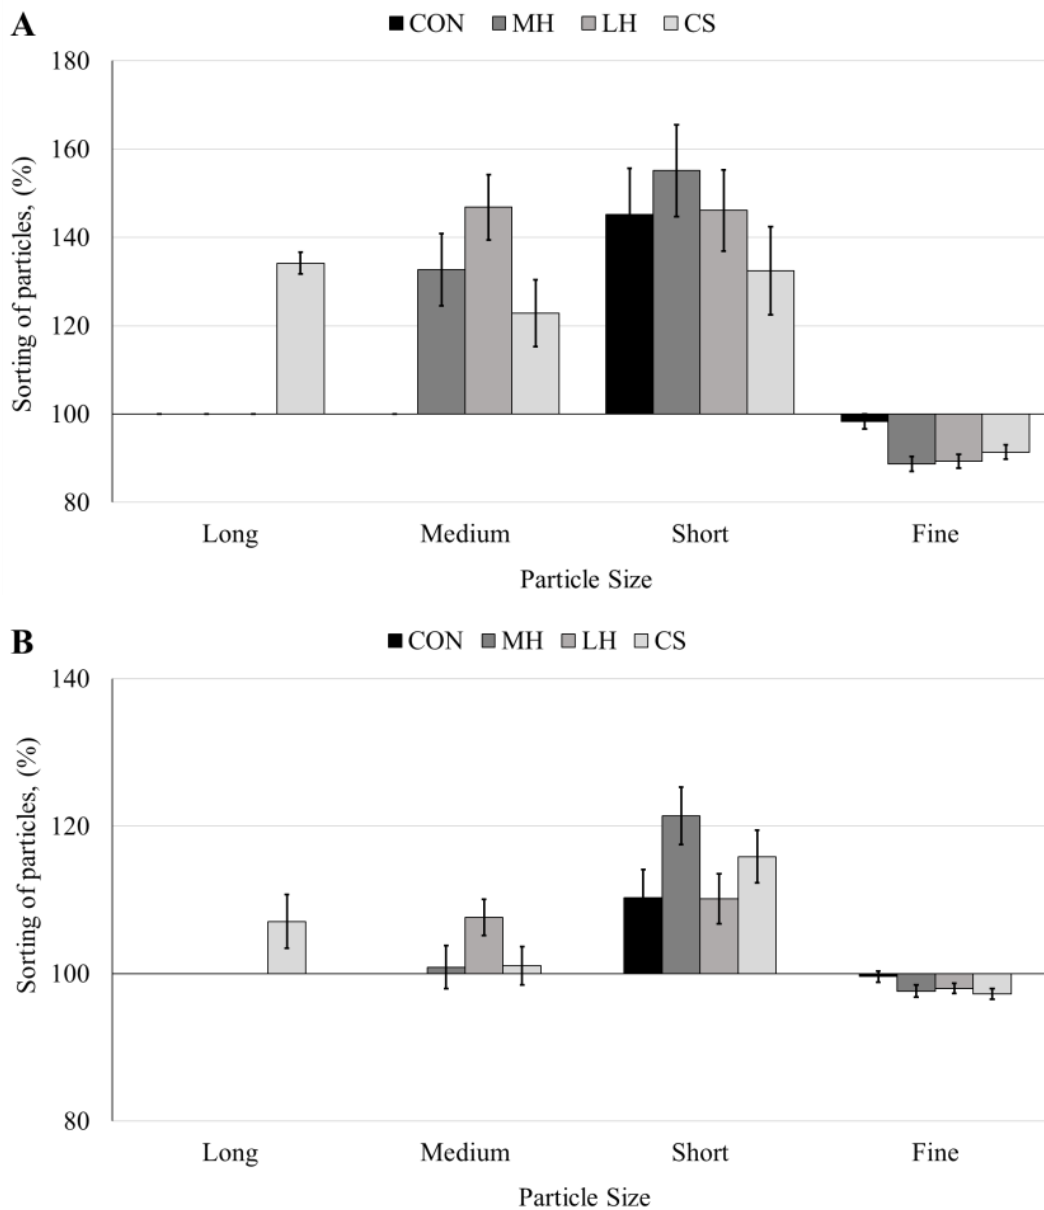 A
CON MH LH CS
180
160
140
120
100
80
Sorting of particles, (%)
Long Medium Short Fine
Particle Size
B
CON MH LH CS
140
120
100
80
Sorting of particles, (%)
Long Medium Short Fine
Particle Size